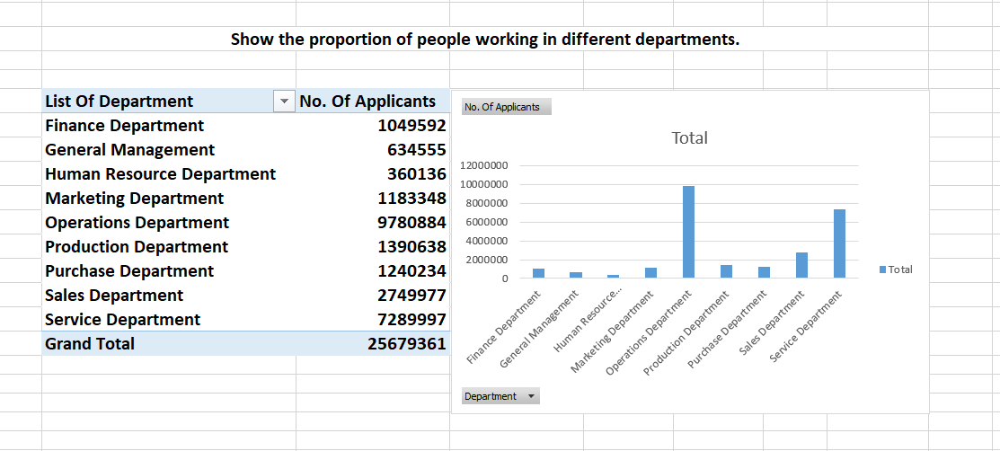 Show the proportion of people working in different departments.
List Of Department No. Of Applicants
Finance Department 1049592
General Management 634555
Human Resource Department 360136
Marketing Department 1183348
Operations Department 9780884
Production Department 1390638
Purchase Department 1240234
Sales Department 2749977
Service Department 7289997
Grand Total 25679361
No. Of Applicants
Total
12000000
10000000
8000000
6000000
4000000
2000000
0
Total
Finance Department
General Management
Human Resource...
Marketing Department
Operations Department
Production Department
Purchase Department
Sales Department
Service Department
Department